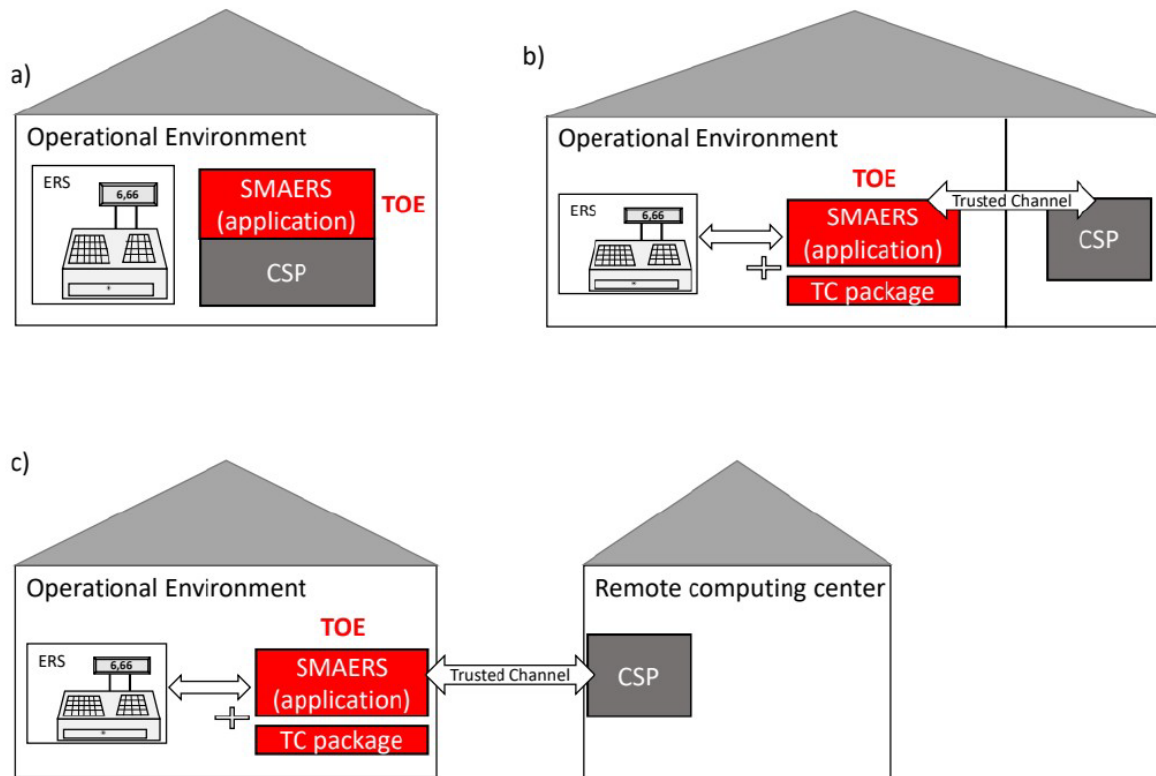 a)
Operational Environment
ERS
6,66
SMAERS
(application)
TOE
CSP
b)
Operational Environment
ERS
6,66
TOE
SMAERS
(application)
TC package
Trusted Channel
CSP
c)
Operational Environment
ERS
6,66
TOE
SMAERS
(application)
TC package
Trusted Channel
Remote computing center
CSP